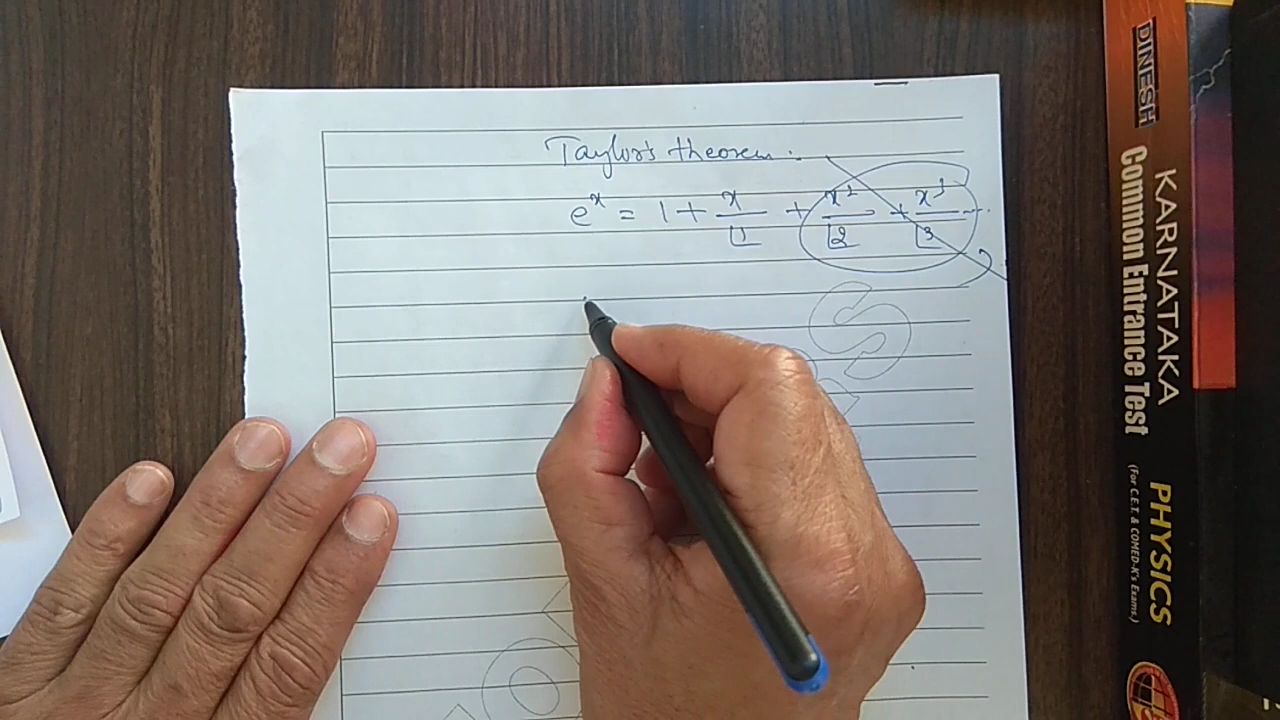 Taylor's theorem :
e^x = 1 + x/⌊1 + x²/⌊2 + x³/⌊3 ---
DINESH
KARNATAKA
Common Entrance Test
PHYSICS
(For C.E.T. & COMED-K's Exams.)